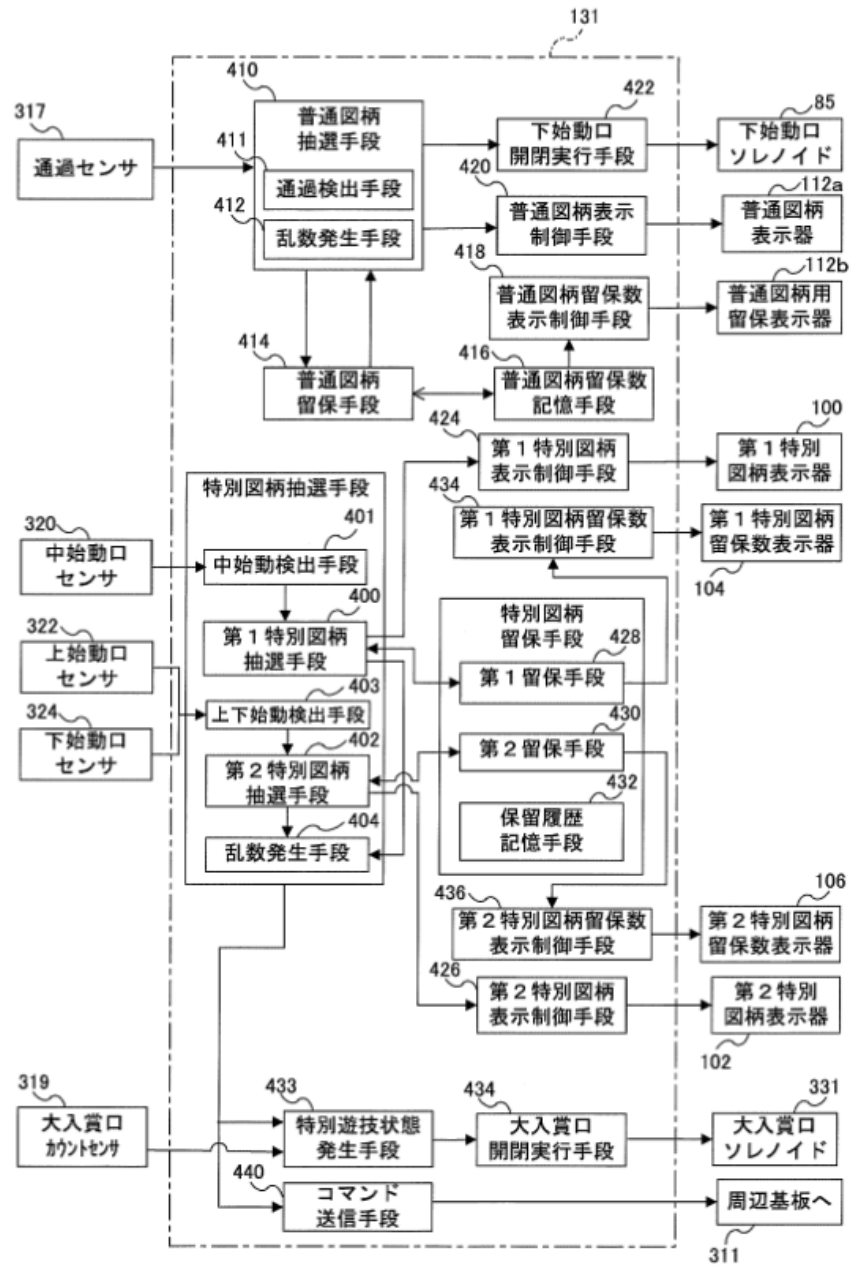 131
410
普通図柄
抽選手段
411
通過検出手段
412
乱数発生手段
317
通過センサ
422
下始動口
開閉実行手段
85
下始動口
ソレノイド
420
普通図柄表示
制御手段
112a
普通図柄
表示器
418
普通図柄留保数
表示制御手段
112b
普通図柄用
留保表示器
414
普通図柄
留保手段
416
普通図柄留保数
記憶手段
424
第1特別図柄
表示制御手段
100
第1特別
図柄表示器
434
第1特別図柄留保数
表示制御手段
第1特別図柄
留保数表示器
104
特別図柄抽選手段
320
中始動口
センサ
401
中始動検出手段
400
第1特別図柄
抽選手段
322
上始動口
センサ
324
下始動口
センサ
403
上下始動検出手段
402
第2特別図柄
抽選手段
404
乱数発生手段
特別図柄
留保手段
428
第1留保手段
430
第2留保手段
432
保留履歴
記憶手段
436
第2特別図柄留保数
表示制御手段
106
第2特別図柄
留保数表示器
426
第2特別図柄
表示制御手段
第2特別
図柄表示器
102
319
大入賞口
カウントセンサ
433
特別遊技状態
発生手段
434
大入賞口
開閉実行手段
331
大入賞口
ソレノイド
440
コマンド
送信手段
周辺基板へ
311